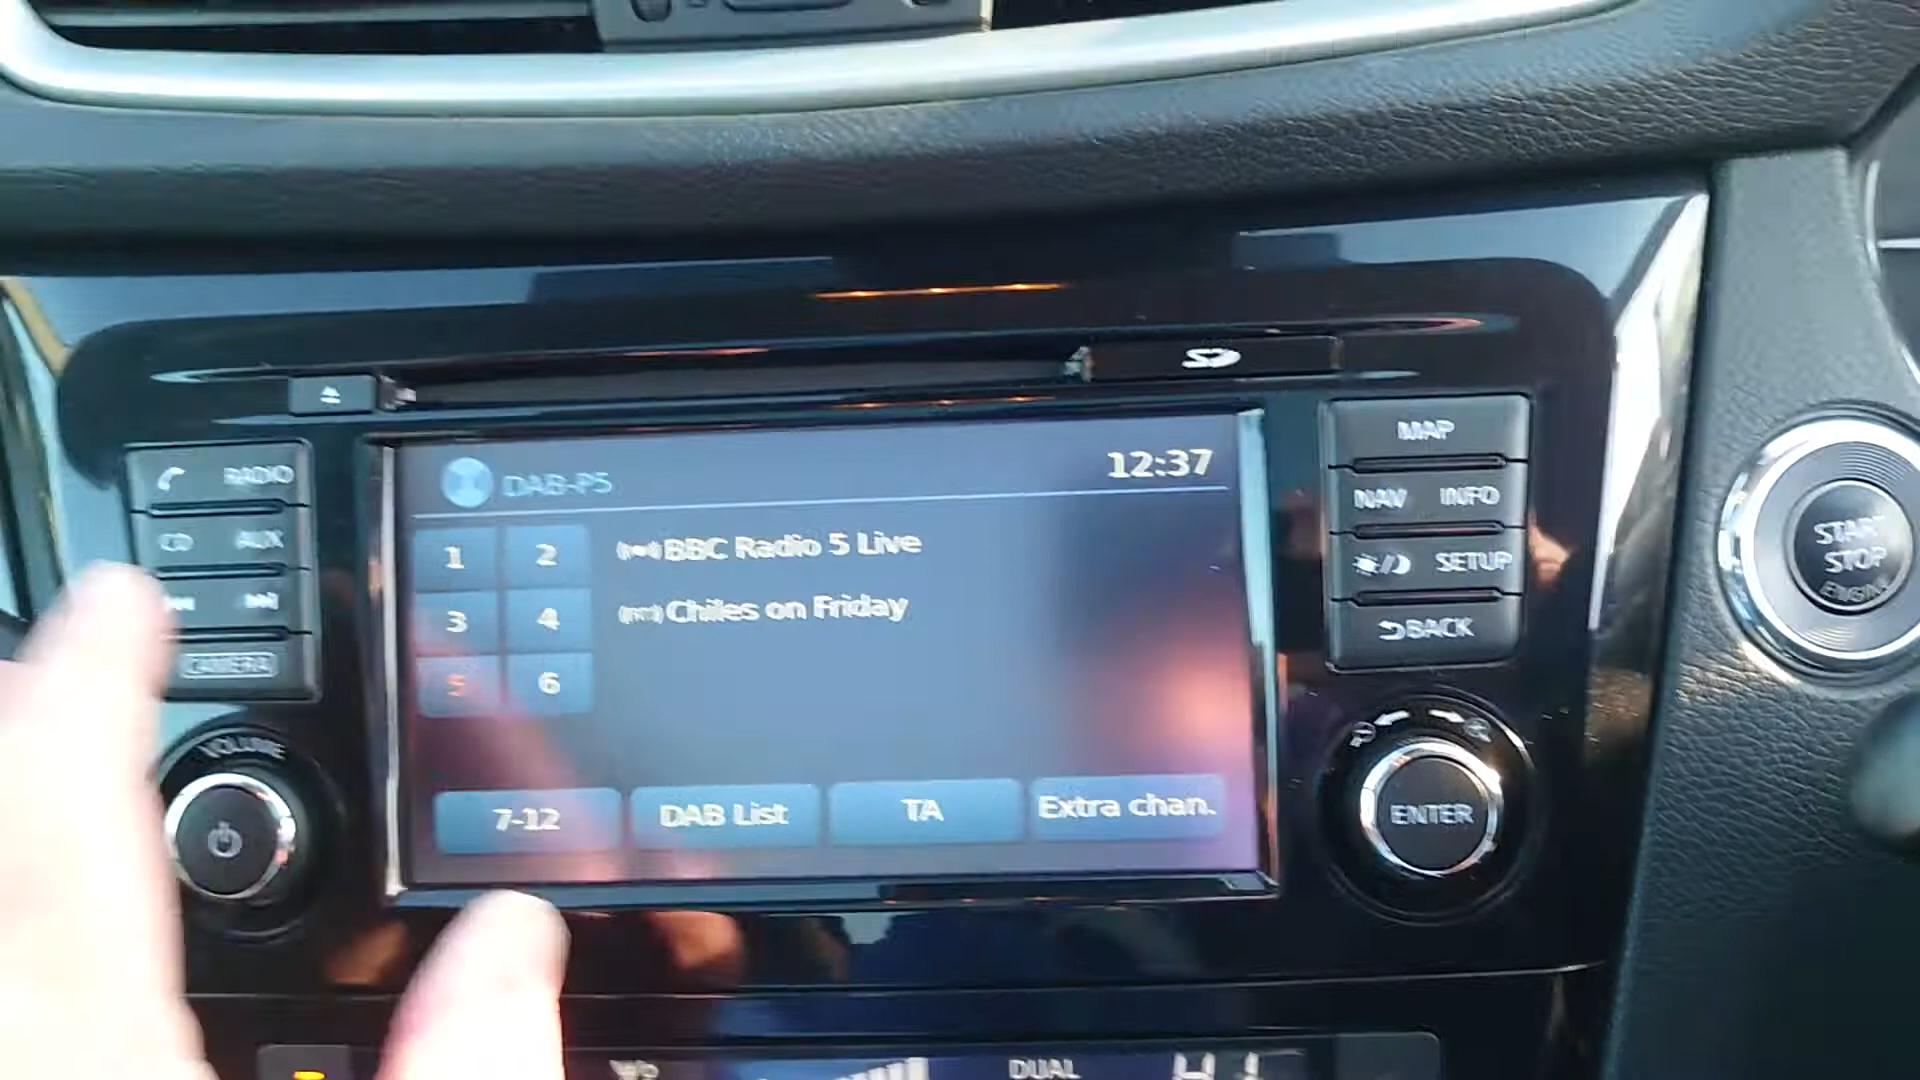 RADIO
CD AUX
CAMERA
VOLUME
DAB-P5
12:37
1 2
3 4
5 6
BBC Radio 5 Live
Chiles on Friday
7-12 DAB List TA Extra chan.
MAP
NAV INFO
SETUP
BACK
ENTER
START
STOP
ENGINE
DUAL